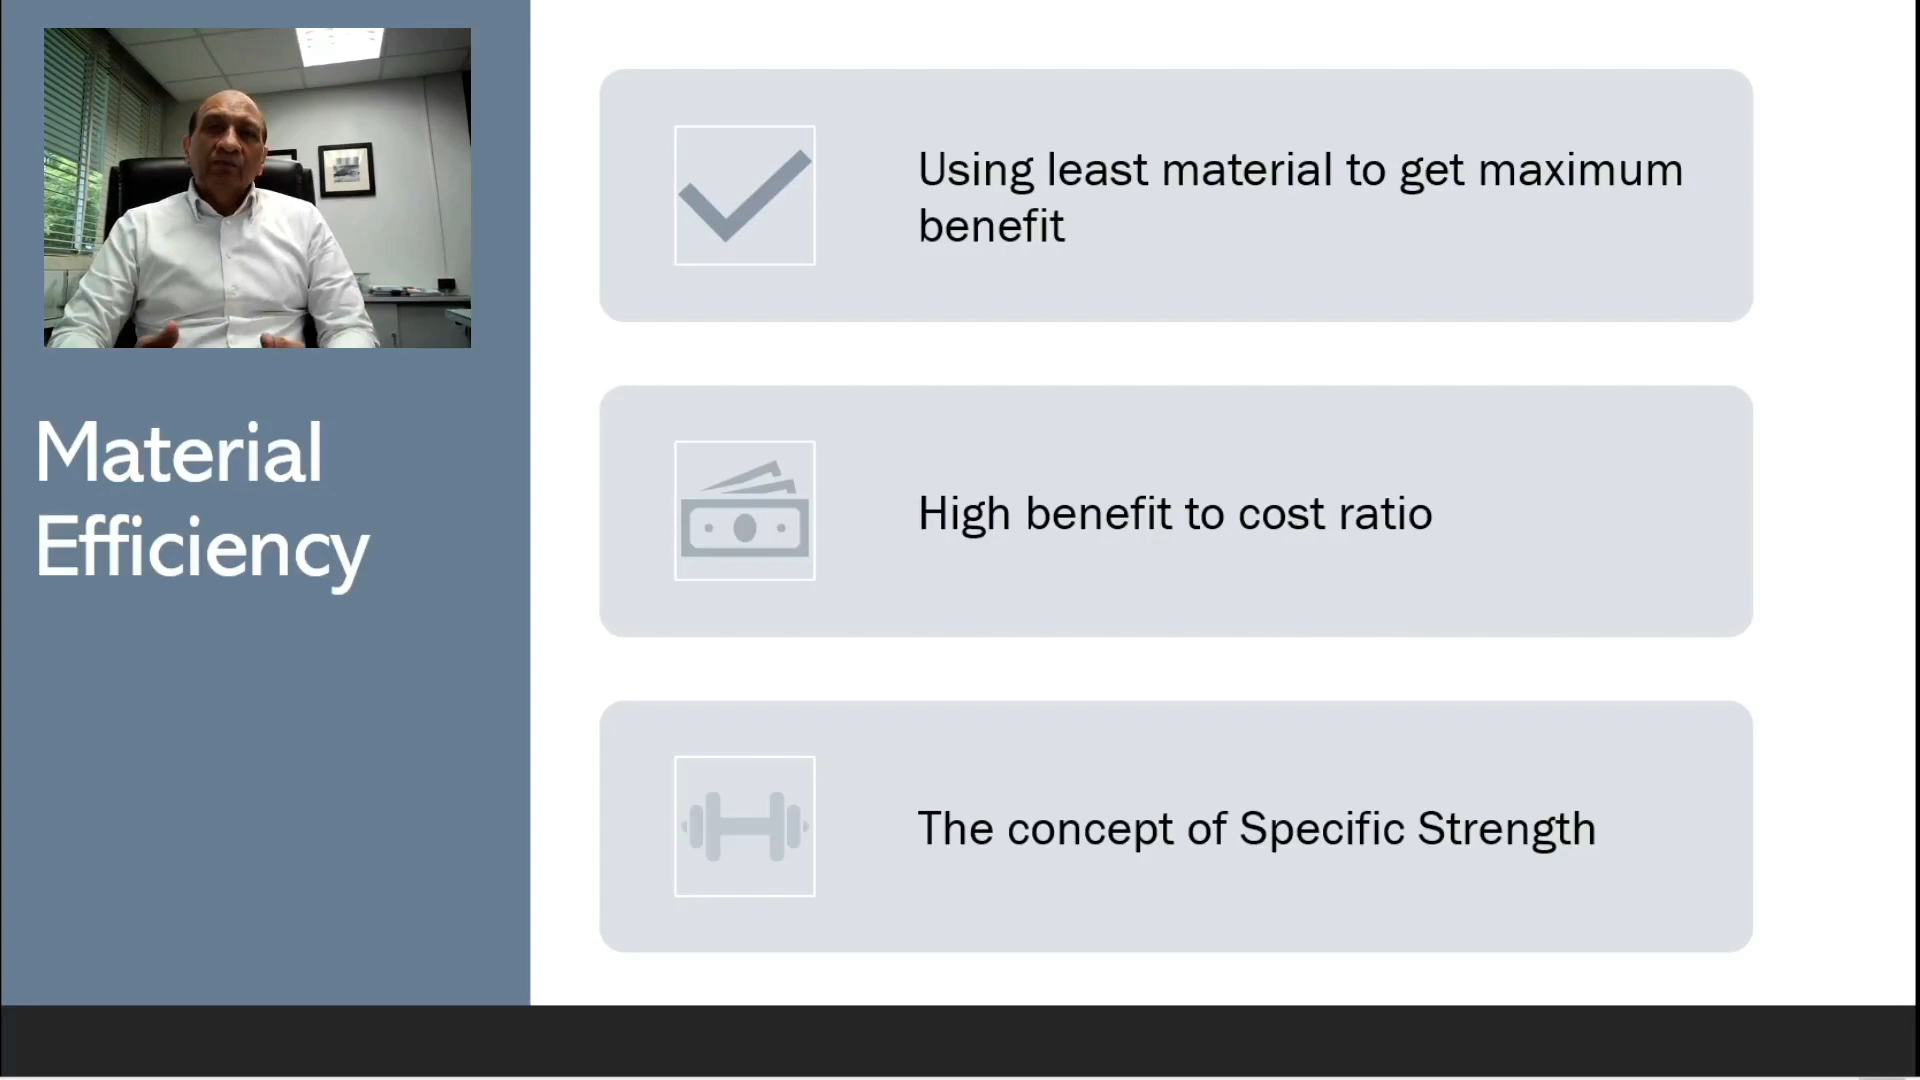 Material
Efficiency
Using least material to get maximum
benefit
High benefit to cost ratio
The concept of Specific Strength